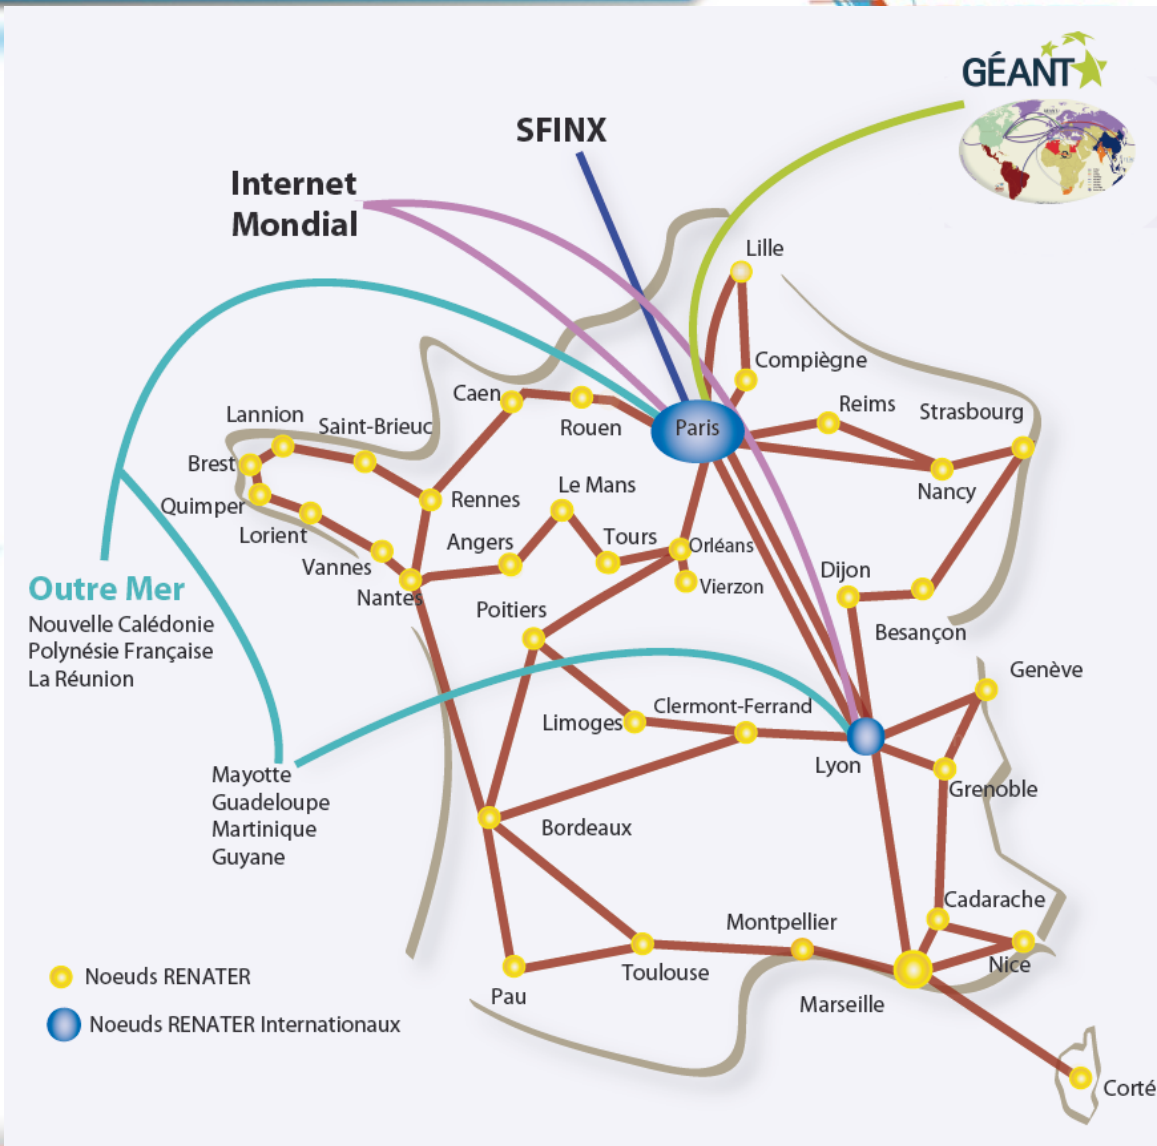 GÉANT
SFINX
Internet
Mondial
Lille
Compiègne
Caen
Reims
Strasbourg
Lannion
Saint-Brieuc
Rouen
Paris
Brest
Nancy
Quimper
Rennes
Le Mans
Lorient
Angers
Tours
Orléans
Vannes
Dijon
Nantes
Vierzon
Outre Mer
Poitiers
Nouvelle Calédonie
Polynésie Française
La Réunion
Besançon
Genève
Limoges
Clermont-Ferrand
Lyon
Mayotte
Guadeloupe
Martinique
Guyane
Grenoble
Bordeaux
Cadarache
Montpellier
Noeuds RENATER
Toulouse
Nice
Pau
Marseille
Noeuds RENATER Internationaux
Corté